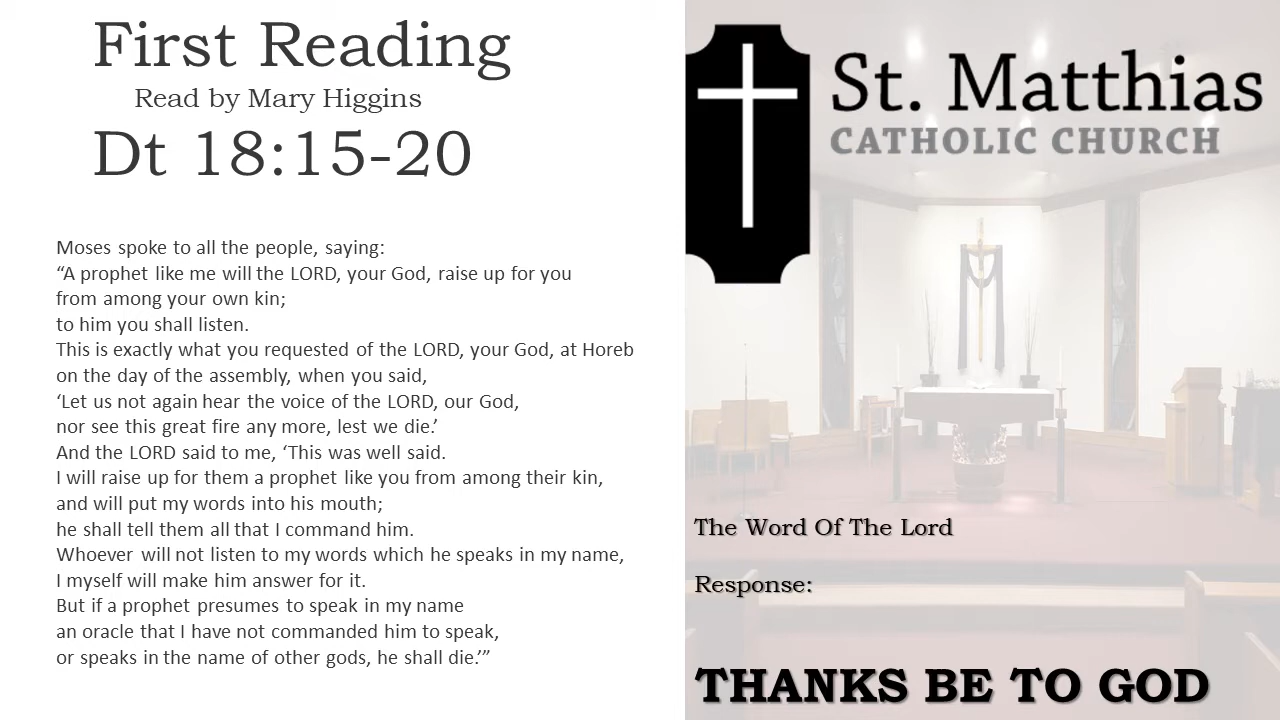 First Reading
Read by Mary Higgins
Dt 18:15-20
Moses spoke to all the people, saying:
“A prophet like me will the LORD, your God, raise up for you
from among your own kin;
to him you shall listen.
This is exactly what you requested of the LORD, your God, at Horeb
on the day of the assembly, when you said,
‘Let us not again hear the voice of the LORD, our God,
nor see this great fire any more, lest we die.’
And the LORD said to me, ‘This was well said.
I will raise up for them a prophet like you from among their kin,
and will put my words into his mouth;
he shall tell them all that I command him.
Whoever will not listen to my words which he speaks in my name,
I myself will make him answer for it.
But if a prophet presumes to speak in my name
an oracle that I have not commanded him to speak,
or speaks in the name of other gods, he shall die.’”
St. Matthias
CATHOLIC CHURCH
The Word Of The Lord
Response:
THANKS BE TO GOD